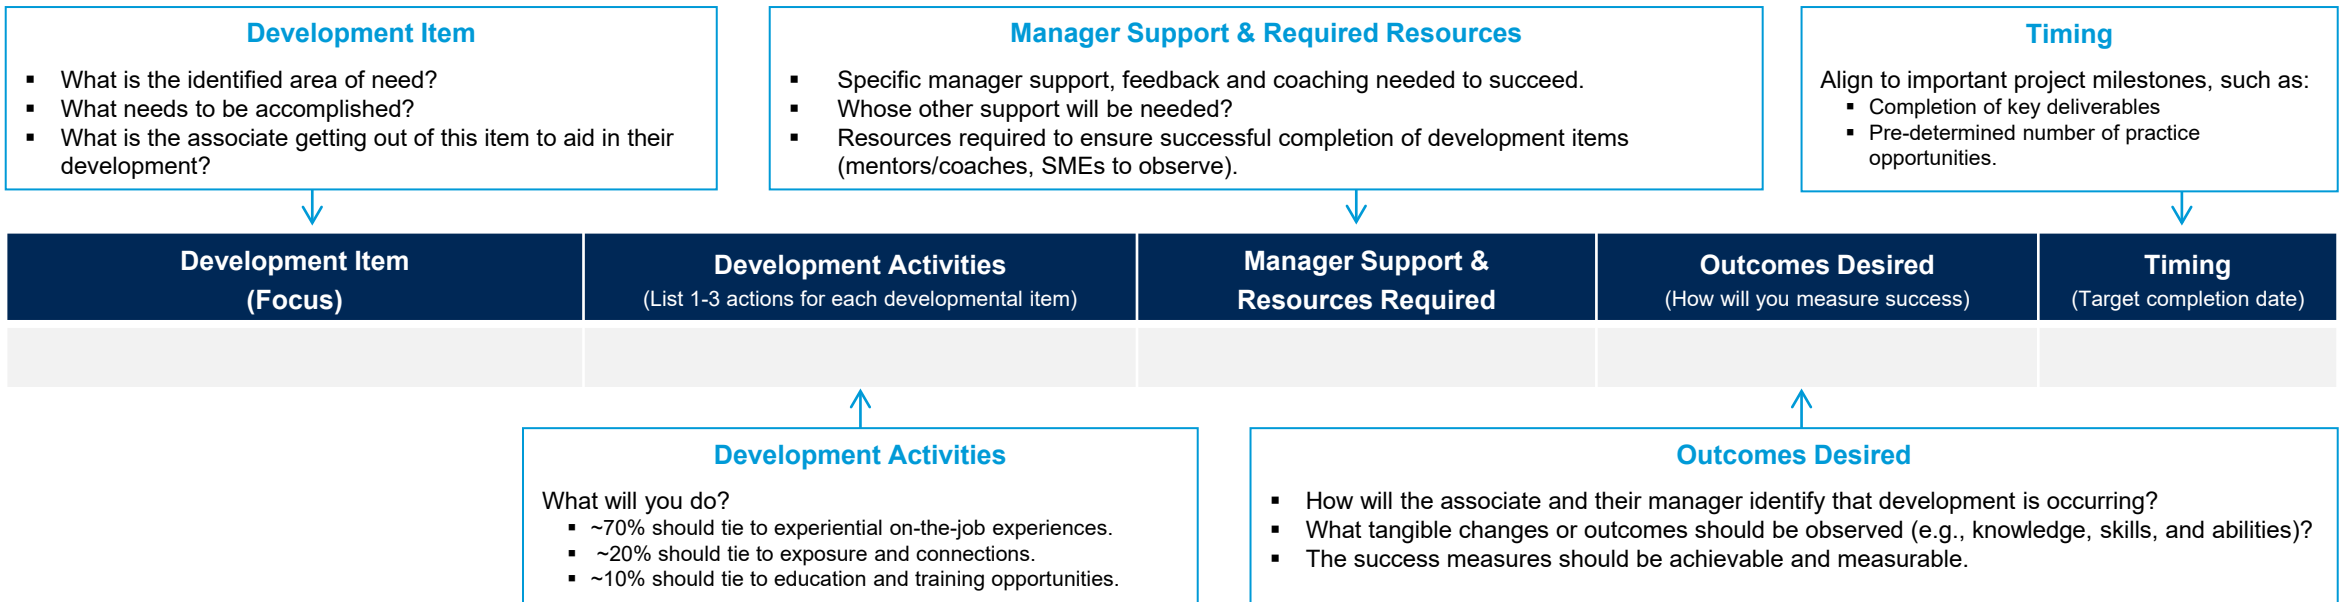 Development Item
▪ What is the identified area of need?
▪ What needs to be accomplished?
▪ What is the associate getting out of this item to aid in their
development?
Manager Support & Required Resources
▪ Specific manager support, feedback and coaching needed to succeed.
▪ Whose other support will be needed?
▪ Resources required to ensure successful completion of development items
(mentors/coaches, SMEs to observe).
Timing
Align to important project milestones, such as:
▪ Completion of key deliverables
▪ Pre-determined number of practice
opportunities.
Development Item
(Focus)
Development Activities
(List 1-3 actions for each developmental item)
Manager Support &
Resources Required
Outcomes Desired
(How will you measure success)
Timing
(Target completion date)
Development Activities
What will you do?
▪ ~70% should tie to experiential on-the-job experiences.
▪ ~20% should tie to exposure and connections.
▪ ~10% should tie to education and training opportunities.
Outcomes Desired
▪ How will the associate and their manager identify that development is occurring?
▪ What tangible changes or outcomes should be observed (e.g., knowledge, skills, and abilities)?
▪ The success measures should be achievable and measurable.